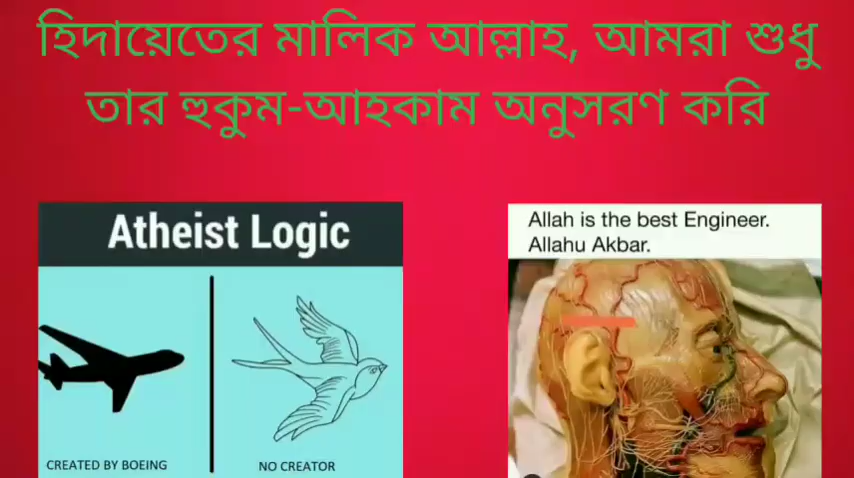 হিদায়েতের মালিক আল্লাহ, আমরা শুধু
তার হুকুম-আহকাম অনুসরণ করি
Atheist Logic
CREATED BY BOEING
NO CREATOR
Allah is the best Engineer.
Allahu Akbar.